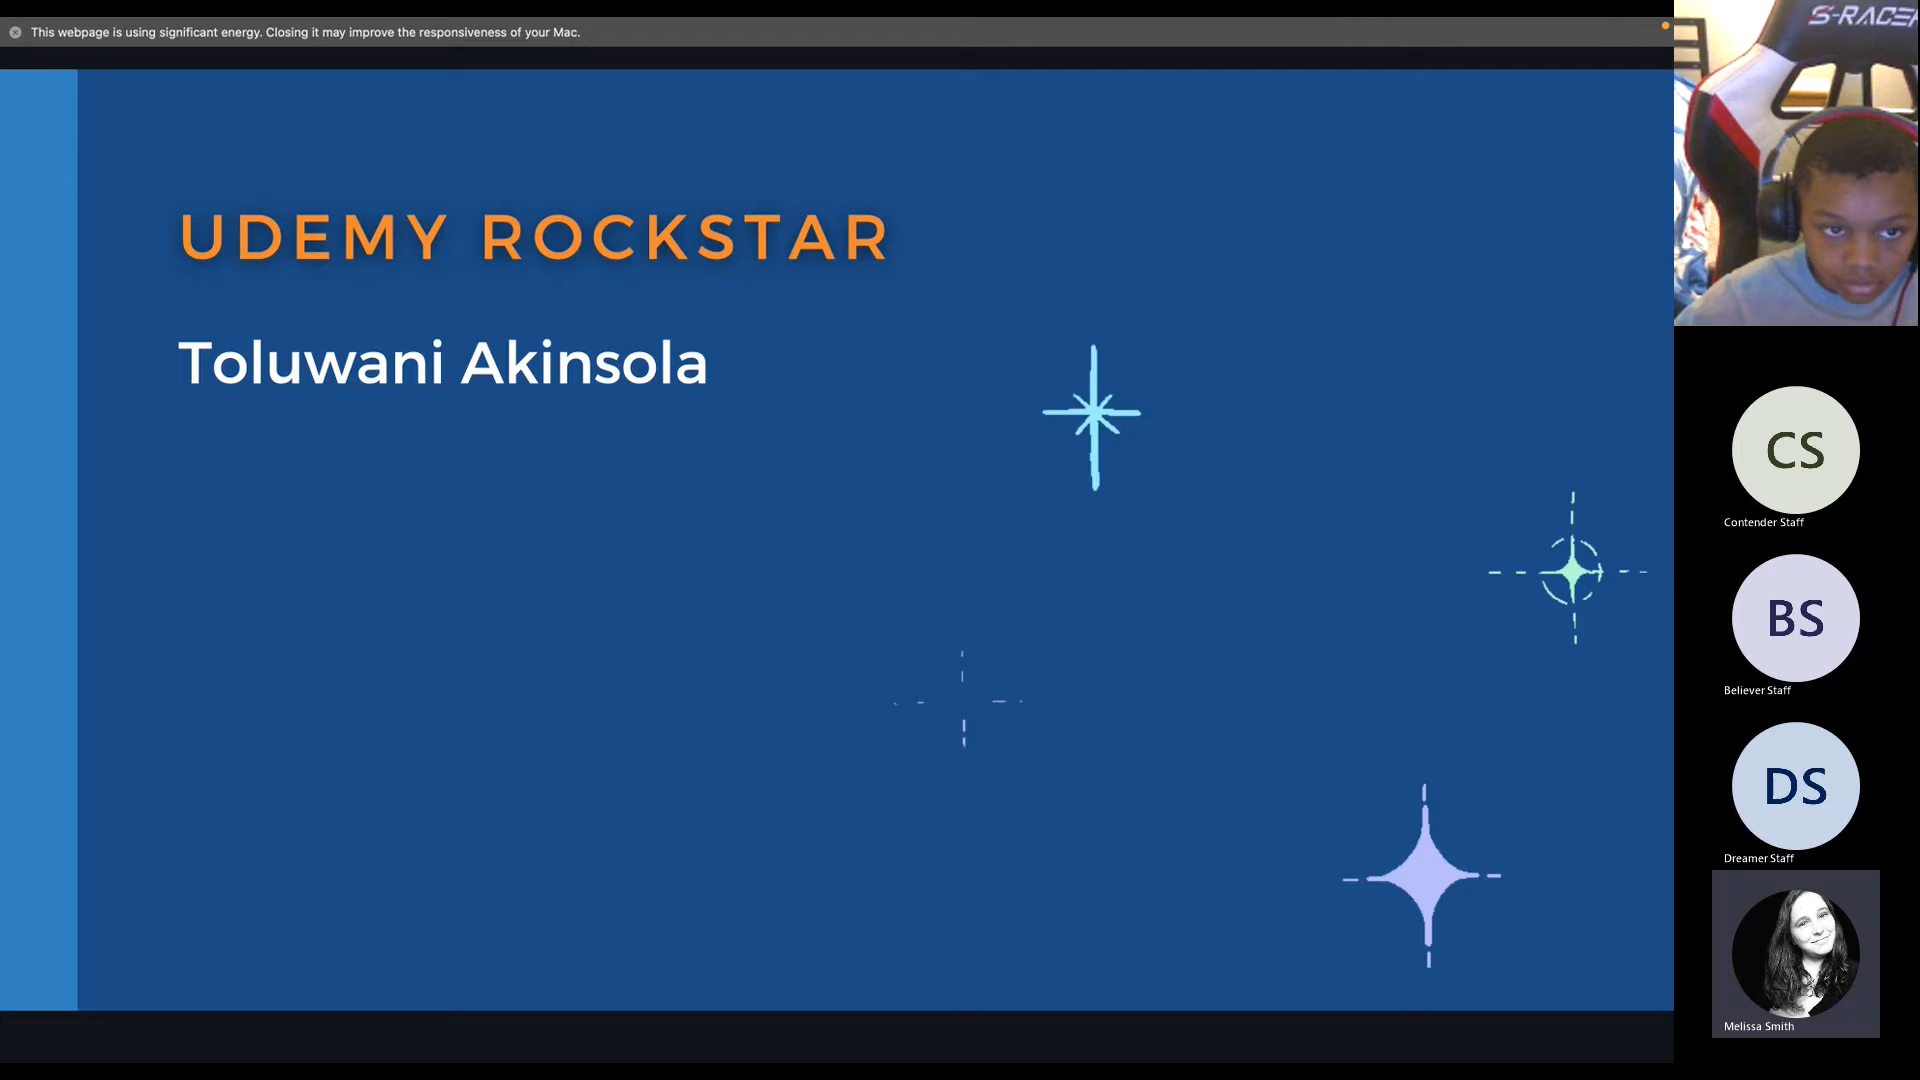 This webpage is using significant energy. Closing it may improve the responsiveness of your Mac.
UDEMY ROCKSTAR
Toluwani Akinsola
S-RACER
CS
Contender Staff
BS
Believer Staff
DS
Dreamer Staff
Melissa Smith